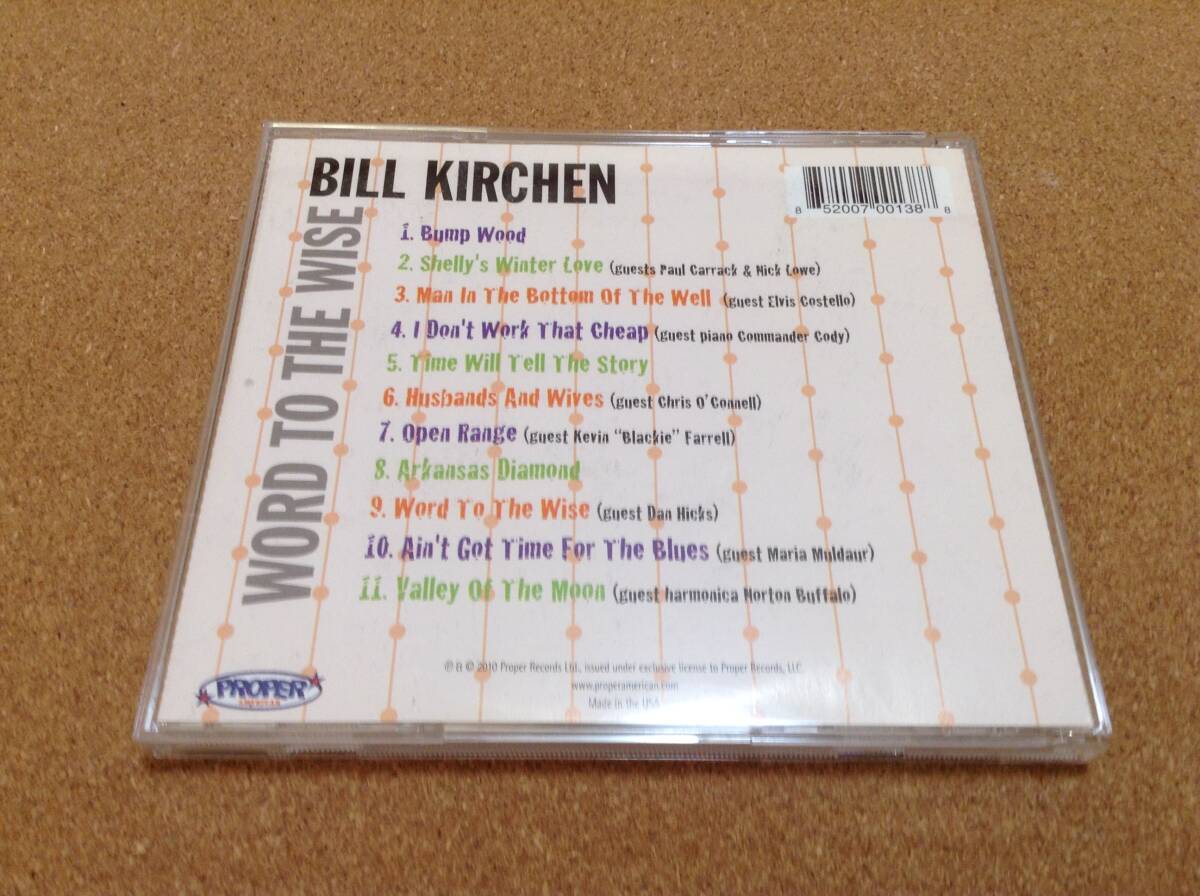 BILL KIRCHEN
WORD TO THE WISE
8 52007 00138 8
1. Bump Wood
2. Shelly's Winter Love (guests Paul Carrack & Nick Lowe)
3. Man In The Bottom Of The Well (guest Elvis Costello)
4. I Don't Work That Cheap (guest piano Commander Cody)
5. Time Will Tell The Story
6. Husbands And Wives (guest Chris O'Connell)
7. Open Range (guest Kevin "Blackie" Farrell)
8. Arkansas Diamond
9. Word To The Wise (guest Dan Hicks)
10. Ain't Got Time For The Blues (guest Maria Muldaur)
11. Valley Of The Moon (guest harmonica Norton Buffalo)
℗ & © 2010 Proper Records Ltd., issued under exclusive license to Proper Records, LLC.
www.properamerican.com
Made in the USA
PROPER
AMERICAN